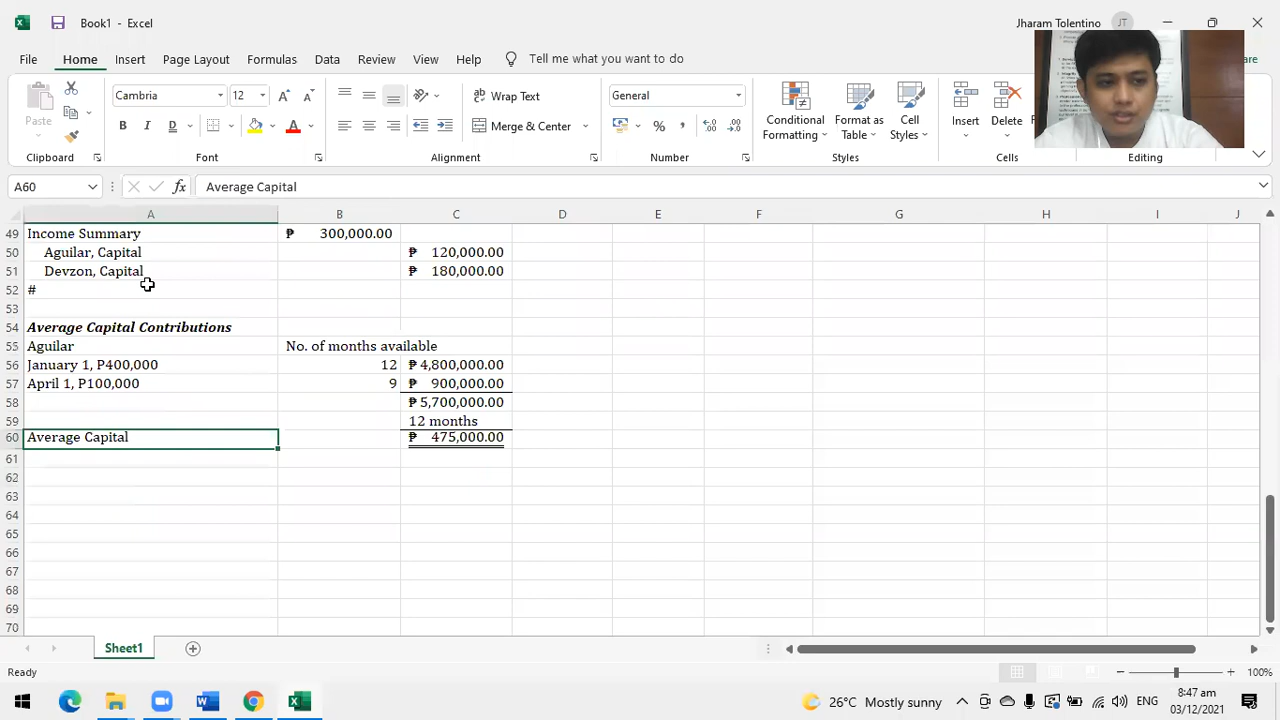 Book1 - Excel
Jharam Tolentino JT
File Home Insert Page Layout Formulas Data Review View Help Tell me what you want to do
Paste Cambria 12 Wrap Text General Conditional Formatting Format as Table Cell Styles Insert Delete
B I U Merge & Center % ,
Clipboard Font Alignment Number Styles Cells Editing
A60 fx Average Capital
A B C D E F G H I J
49 Income Summary ₱ 300,000.00
50 Aguilar, Capital ₱ 120,000.00
51 Devzon, Capital ₱ 180,000.00
52 #
53
54 Average Capital Contributions
55 Aguilar No. of months available
56 January 1, P400,000 12 ₱ 4,800,000.00
57 April 1, P100,000 9 ₱ 900,000.00
58 ₱ 5,700,000.00
59 12 months
60 Average Capital ₱ 475,000.00
61
62
63
64
65
66
67
68
69
70
Sheet1
Ready 100%
26°C Mostly sunny ENG 8:47 am
03/12/2021